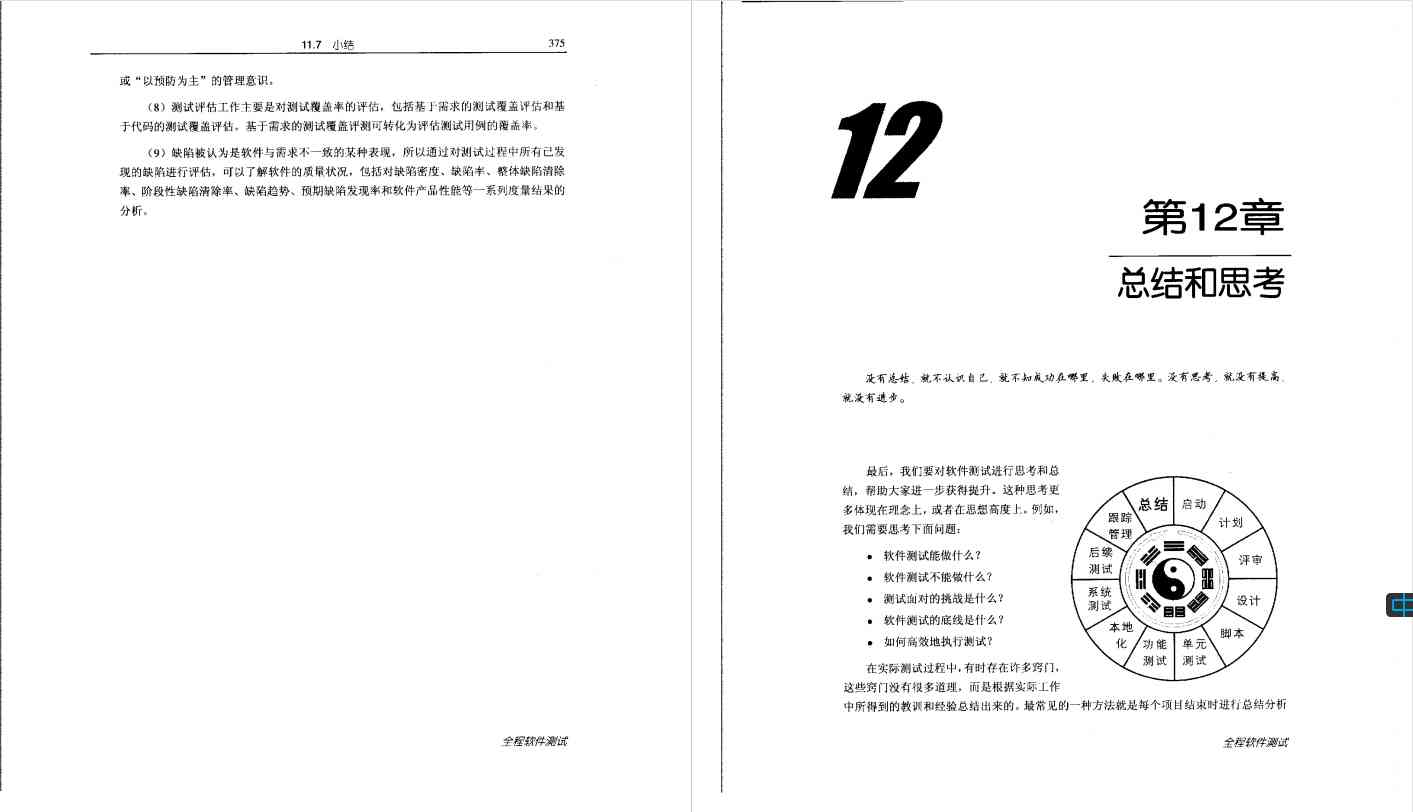 11.7 小结 375
或“以预防为主”的管理意识。
（8）测试评估工作主要是对测试覆盖率的评估，包括基于需求的测试覆盖评估和基
于代码的测试覆盖评估。基于需求的测试覆盖评测可转化为评估测试用例的覆盖率。
（9）缺陷被认为是软件与需求不一致的某种表现，所以通过对测试过程中所有已发
现的缺陷进行评估，可以了解软件的质量状况，包括对缺陷密度、缺陷率、整体缺陷清除
率、阶段性缺陷清除率、缺陷趋势、预期缺陷发现率和软件产品性能等一系列度量结果的
分析。
全程软件测试
12
第12章
总结和思考
没有总结，就不认识自己，就不知成功在哪里、失败在哪里。没有思考，就没有提高，
就没有进步。
最后，我们要对软件测试进行思考和总
结，帮助大家进一步获得提升。这种思考更
多体现在理念上，或者在思想高度上。例如，
我们需要思考下面问题：
● 软件测试能做什么？
● 软件测试不能做什么？
● 测试面对的挑战是什么？
● 软件测试的底线是什么？
● 如何高效地执行测试？
在实际测试过程中，有时存在许多窍门，
这些窍门没有很多道理，而是根据实际工作
中所得到的教训和经验总结出来的。最常见的一种方法就是每个项目结束时进行总结分析
总结
启动
计划
评审
设计
脚本
单元
测试
功能
测试
本地
化
系统
测试
后续
测试
跟踪
管理
全程软件测试
中